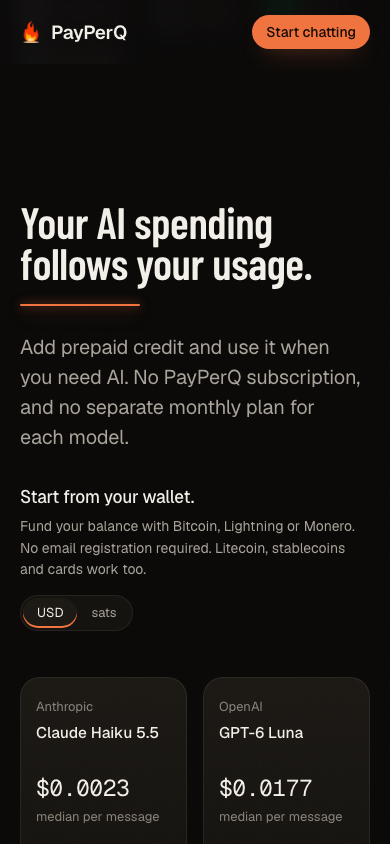 PayPerQ
Start chatting
Your AI spending
follows your usage.
Add prepaid credit and use it when
you need AI. No PayPerQ subscription,
and no separate monthly plan for
each model.
Start from your wallet.
Fund your balance with Bitcoin, Lightning or Monero.
No email registration required. Litecoin, stablecoins
and cards work too.
USD
sats
Anthropic
Claude Haiku 5.5
$0.0023
median per message
OpenAI
GPT-6 Luna
$0.0177
median per message